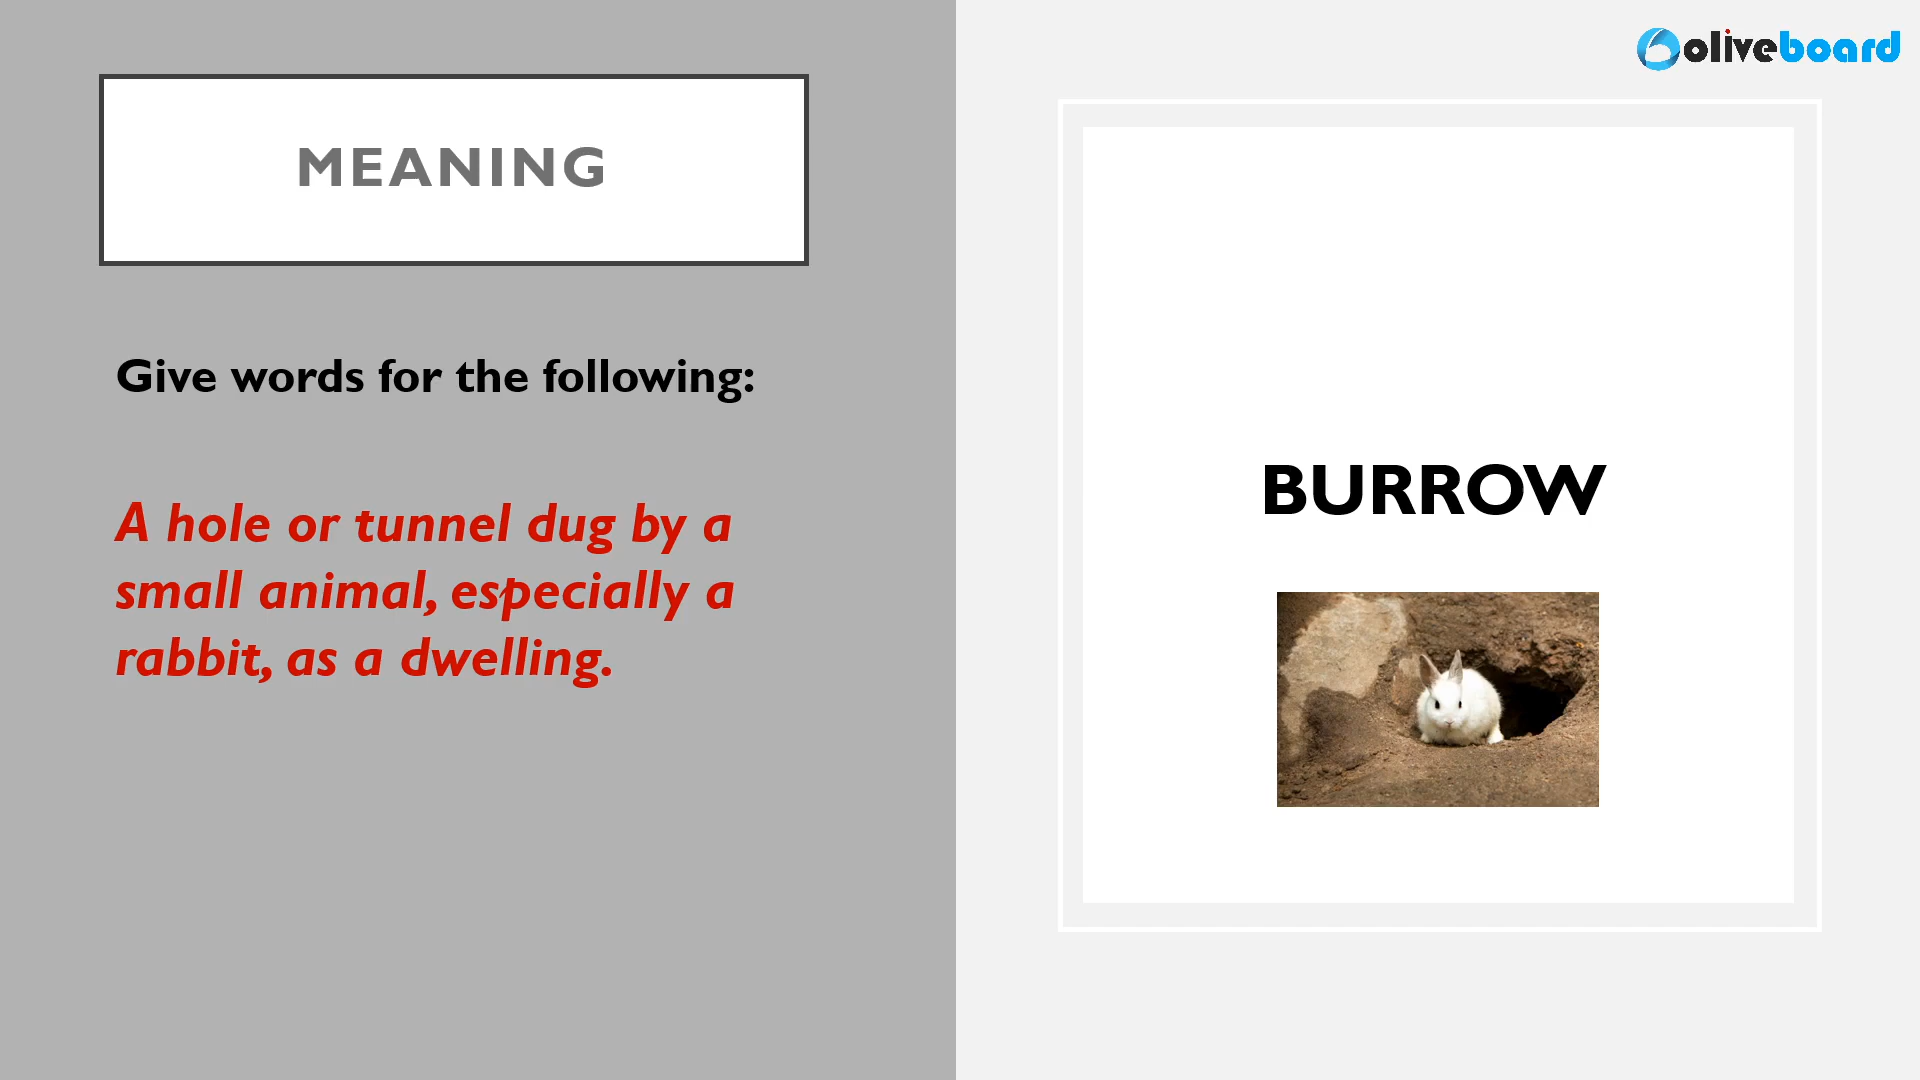 MEANING
Give words for the following:
A hole or tunnel dug by a
small animal, especially a
rabbit, as a dwelling.
oliveboard
BURROW